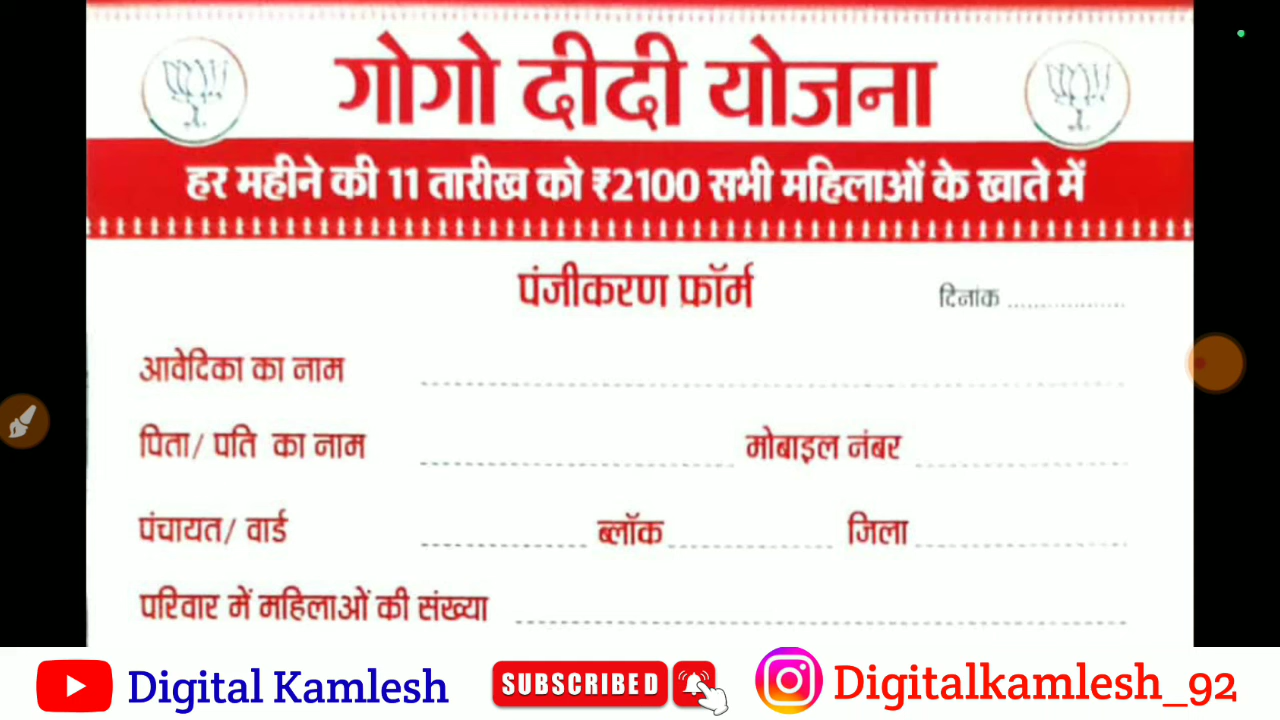 गोगो दीदी योजना
हर महीने की 11 तारीख को ₹2100 सभी महिलाओं के खाते में
पंजीकरण फॉर्म
दिनांक ..................
आवेदिका का नाम
पिता/ पति का नाम मोबाइल नंबर
पंचायत/ वार्ड ब्लॉक जिला
परिवार में महिलाओं की संख्या
Digital Kamlesh SUBSCRIBED Digitalkamlesh_92